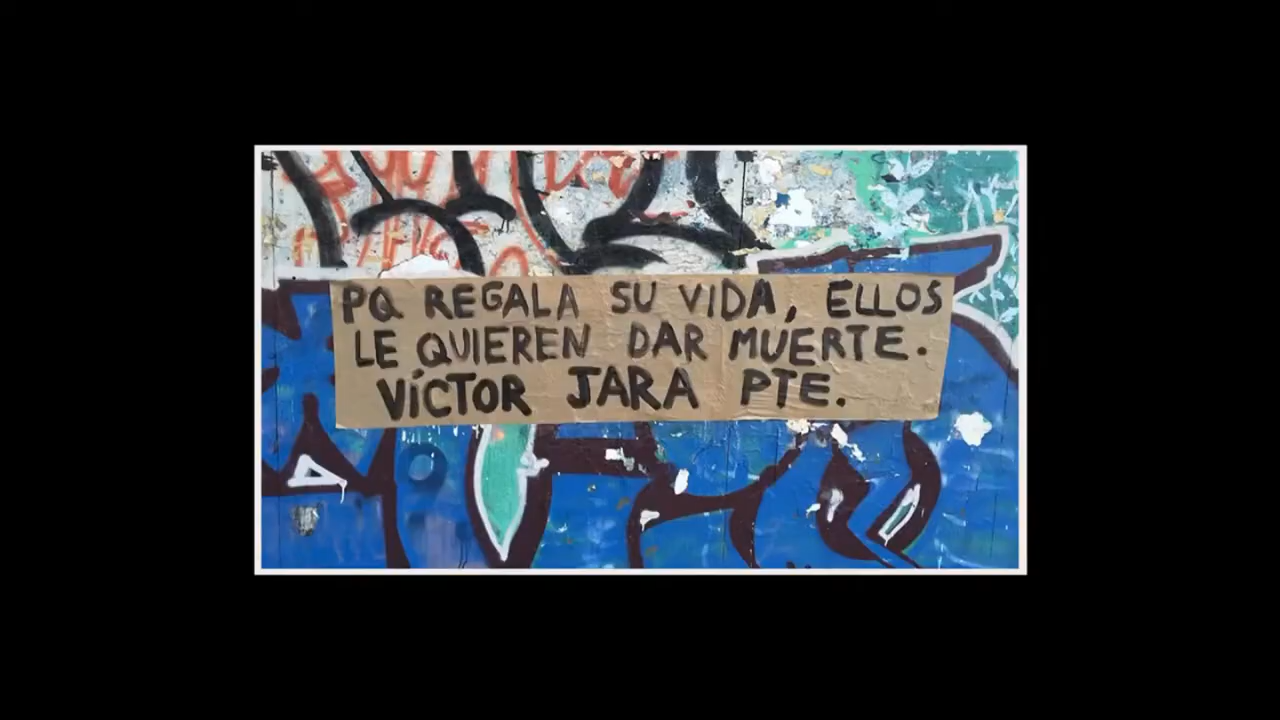 PQ REGALA SU VIDA, ELLOS
LE QUIEREN DAR MUERTE.
VíCTOR JARA PTE.